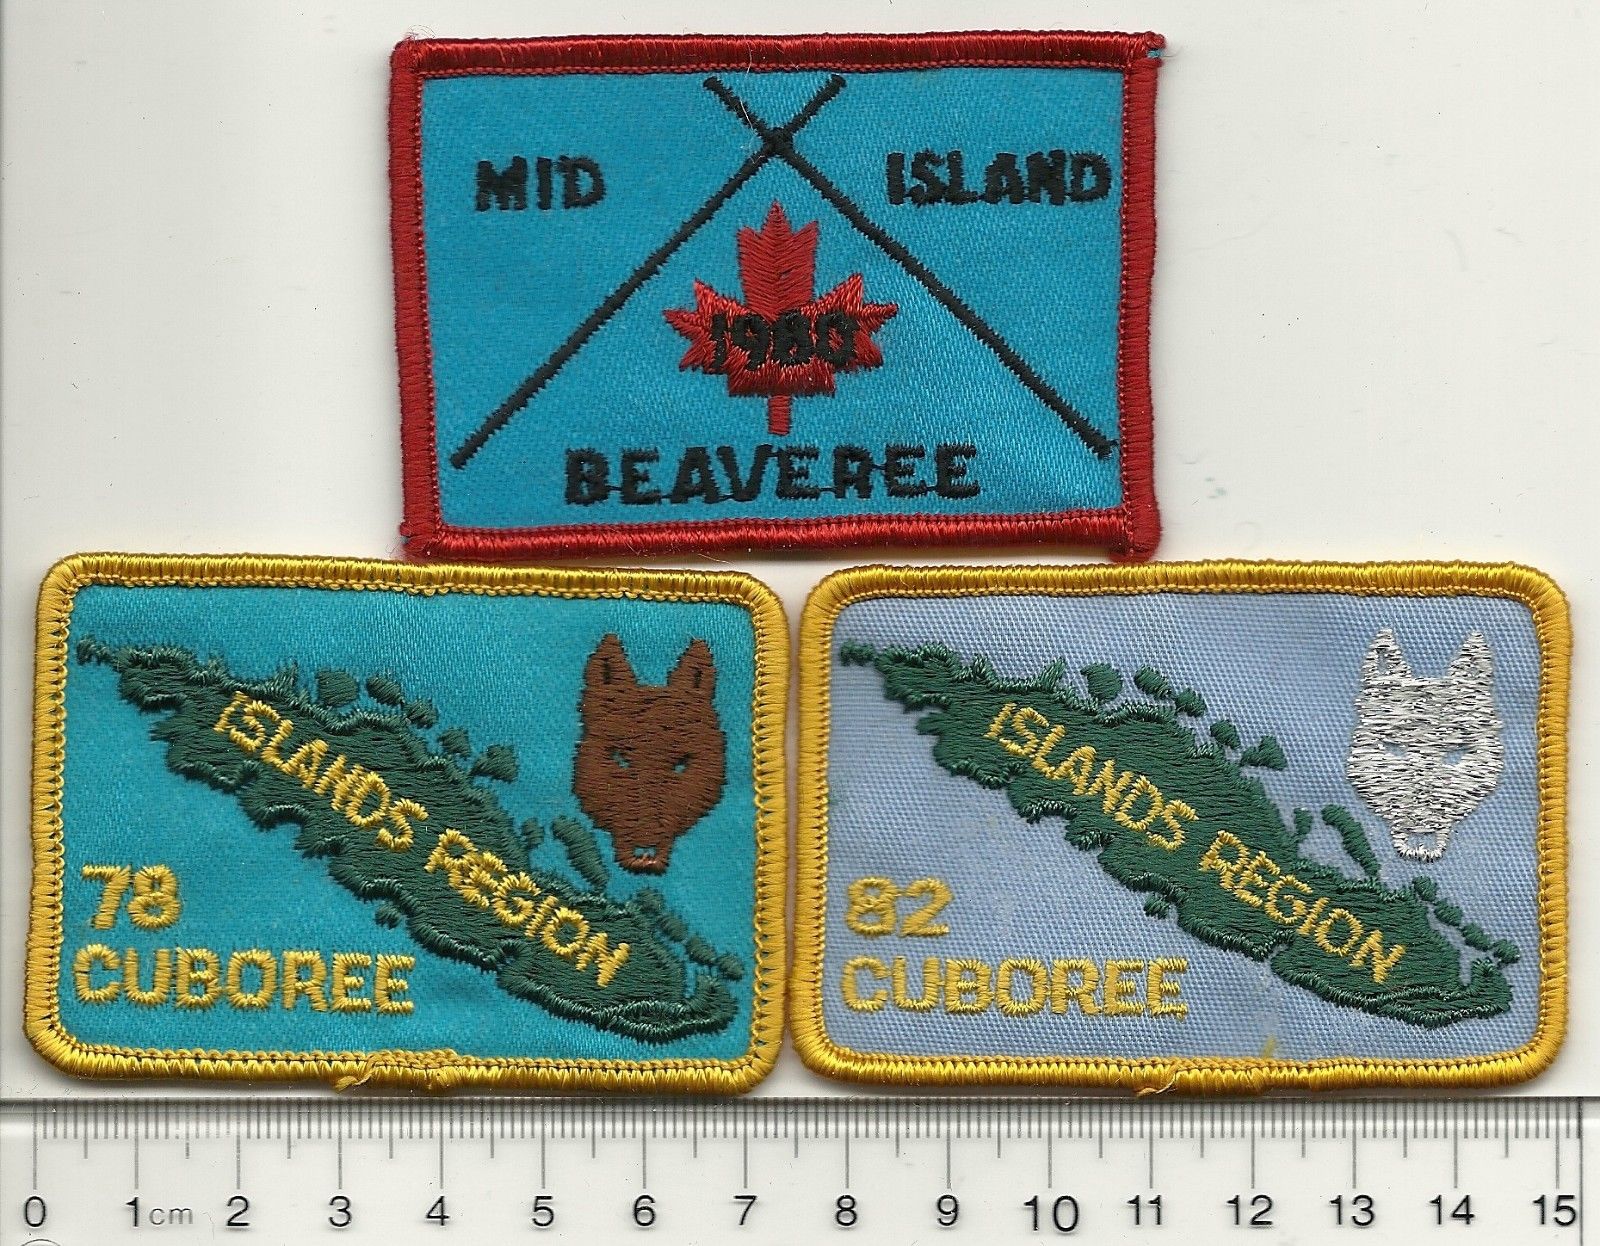 MID ISLAND
1980
BEAVEREE
ISLANDS REGION
78
CUBOREE
ISLANDS REGION
82
CUBOREE
0 1cm 2 3 4 5 6 7 8 9 10 11 12 13 14 15